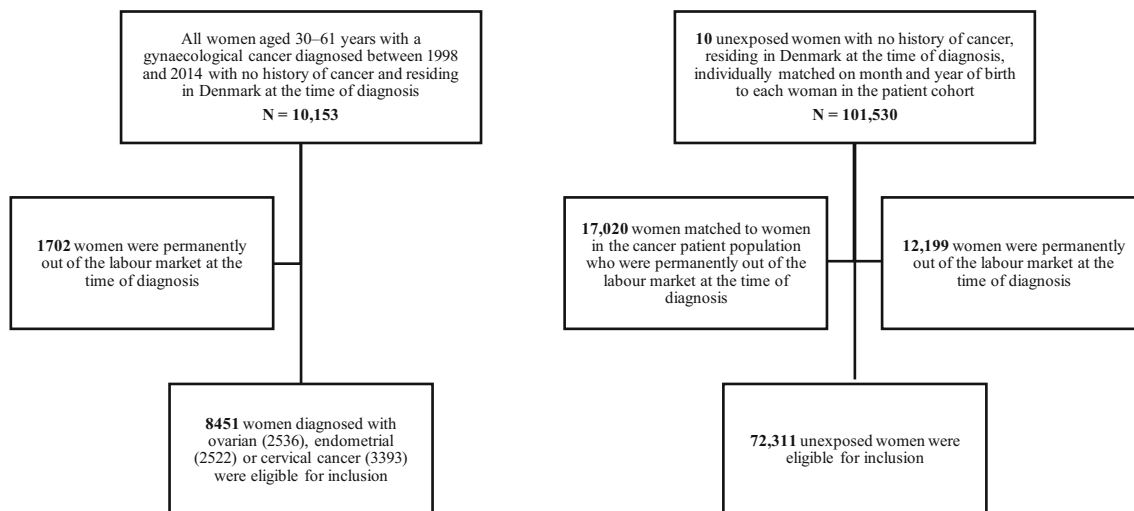 All women aged 30–61 years with a
gynaecological cancer diagnosed between 1998
and 2014 with no history of cancer and residing
in Denmark at the time of diagnosis
N = 10,153
10 unexposed women with no history of cancer,
residing in Denmark at the time of diagnosis,
individually matched on month and year of birth
to each woman in the patient cohort
N = 101,530
1702 women were permanently
out of the labour market at the
time of diagnosis
17,020 women matched to women
in the cancer patient population
who were permanently out of the
labour market at the time of
diagnosis
12,199 women were permanently
out of the labour market at the
time of diagnosis
8451 women diagnosed with
ovarian (2536), endometrial
(2522) or cervical cancer (3393)
were eligible for inclusion
72,311 unexposed women were
eligible for inclusion